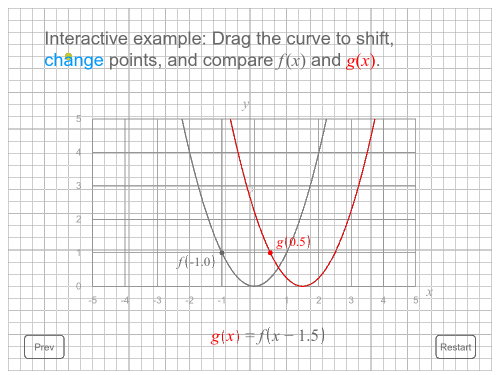 Interactive example: Drag the curve to shift,
change points, and compare f(x) and g(x).
y
5
4
3
2
1
0
g(0.5)
f(-1.0)
-5 -4 -3 -2 -1 1 2 3 4 5
x
g(x) = f(x − 1.5)
Prev
Restart